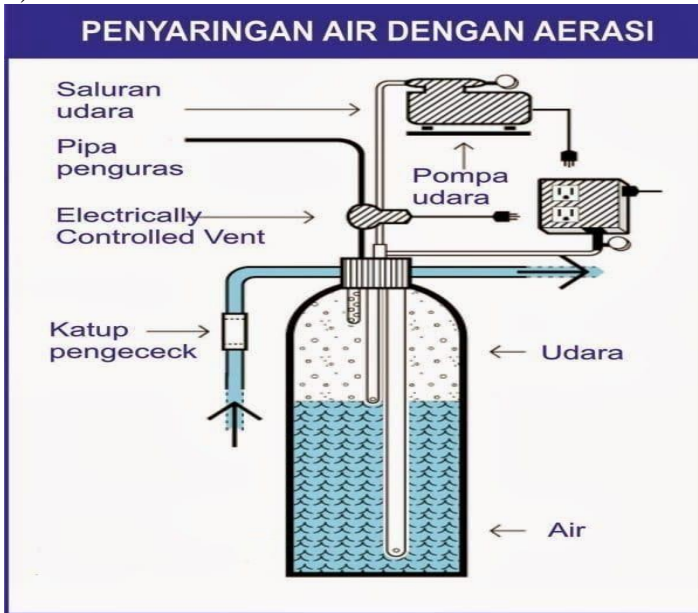 PENYARINGAN AIR DENGAN AERASI
Saluran
udara
Pipa
penguras
Pompa
udara
Electrically
Controlled Vent
Katup
pengececk
Udara
Air